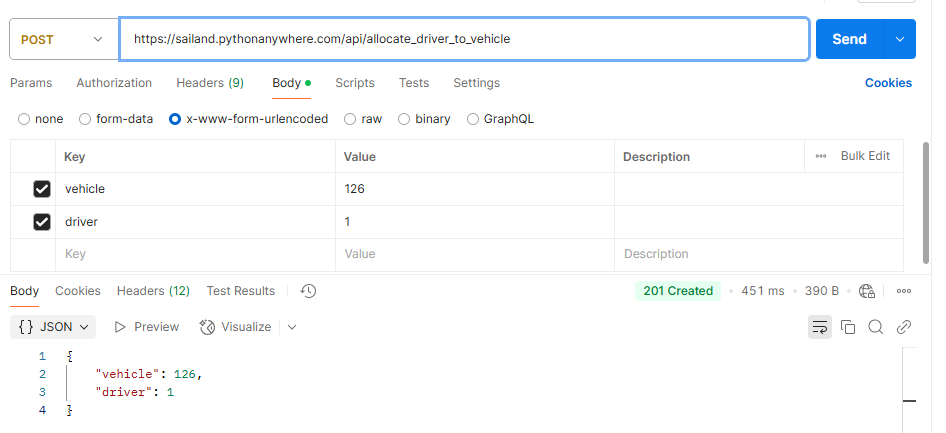 POST https://sailand.pythonanywhere.com/api/allocate_driver_to_vehicle Send
Params Authorization Headers (9) Body Scripts Tests Settings Cookies
none form-data x-www-form-urlencoded raw binary GraphQL
Key Value Description Bulk Edit
vehicle 126
driver 1
Key Value Description
Body Cookies Headers (12) Test Results 201 Created • 451 ms • 390 B •
{} JSON Preview Visualize
1 {
2 "vehicle": 126,
3 "driver": 1
4 }